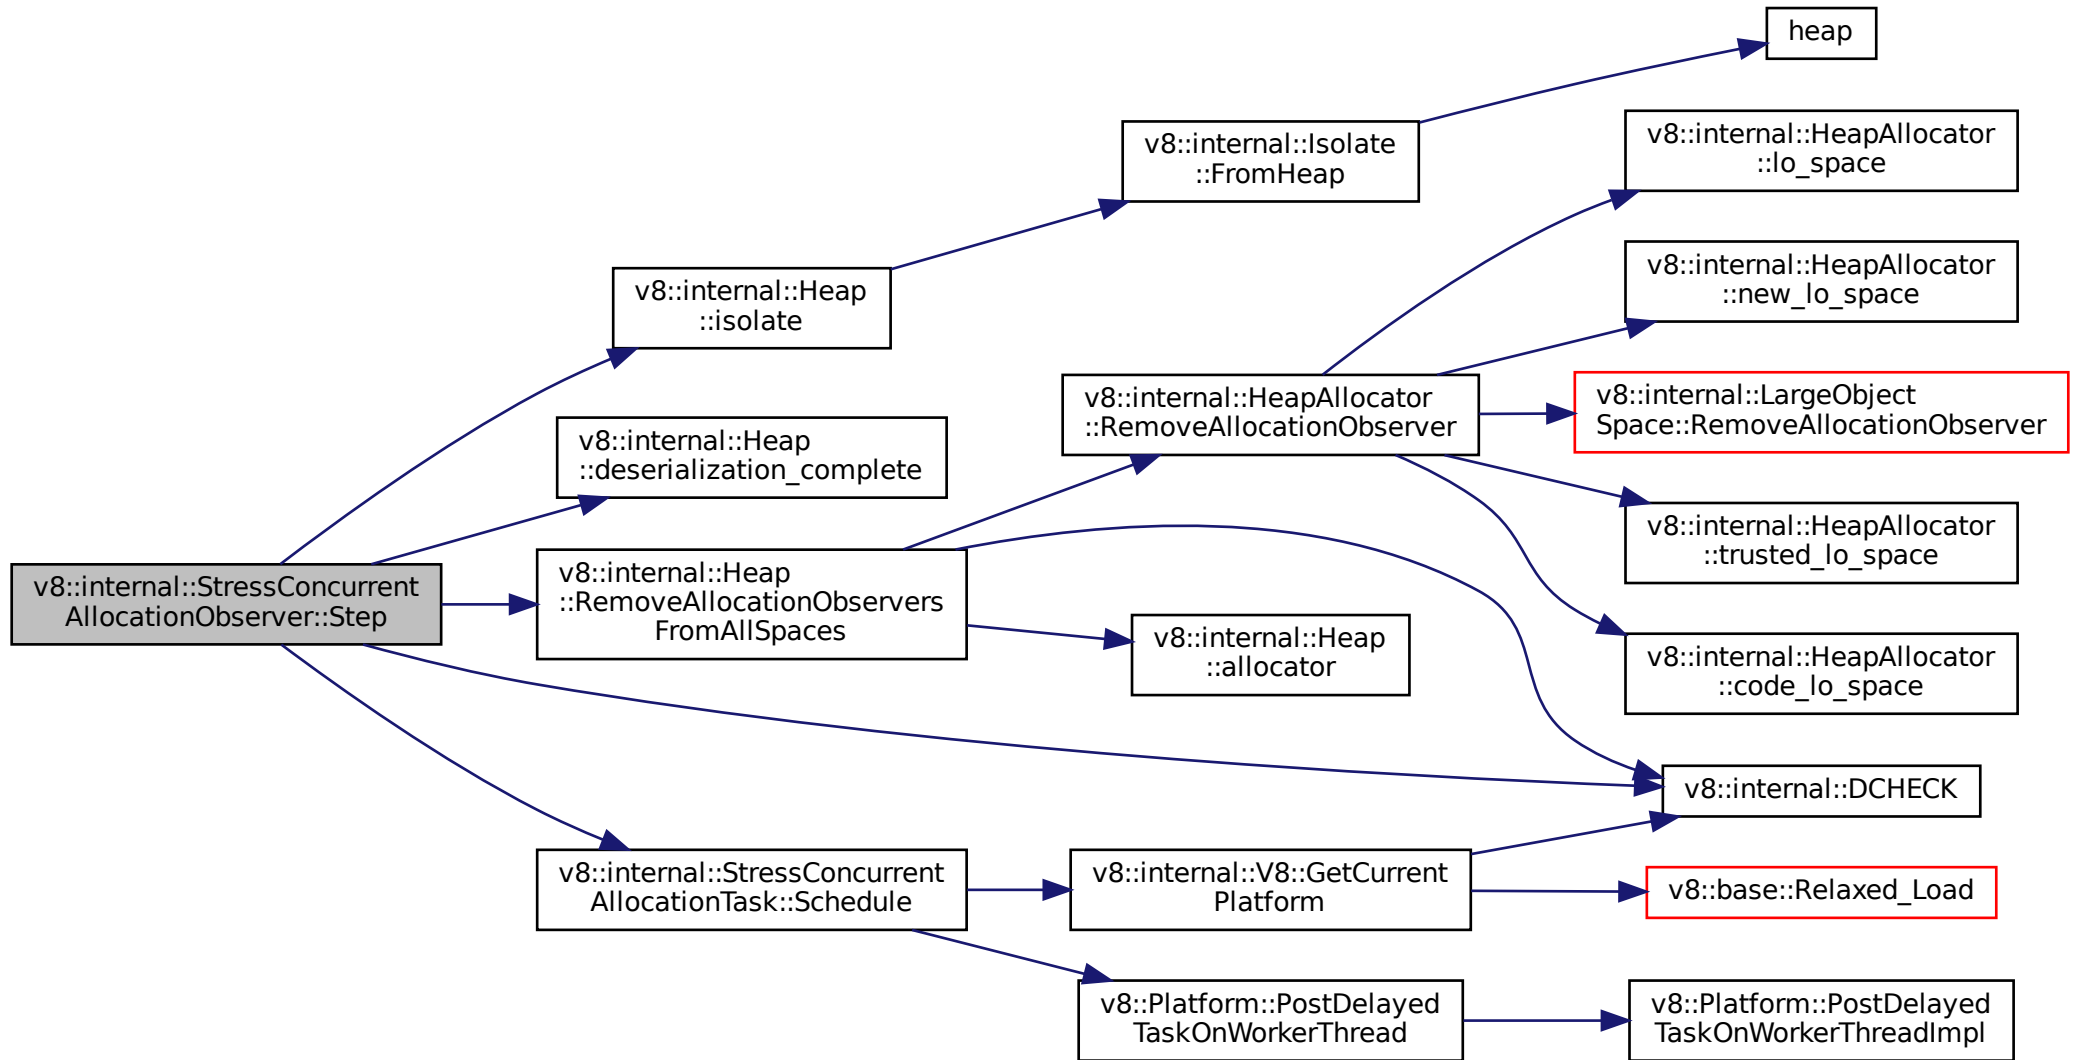 heap
v8::internal::HeapAllocator
::lo_space
v8::internal::Isolate
::FromHeap
v8::internal::HeapAllocator
::new_lo_space
v8::internal::Heap
::isolate
v8::internal::HeapAllocator
::RemoveAllocationObserver
v8::internal::LargeObject
Space::RemoveAllocationObserver
v8::internal::Heap
::deserialization_complete
v8::internal::HeapAllocator
::trusted_lo_space
v8::internal::StressConcurrent
AllocationObserver::Step
v8::internal::Heap
::RemoveAllocationObservers
FromAllSpaces
v8::internal::Heap
::allocator
v8::internal::HeapAllocator
::code_lo_space
v8::internal::DCHECK
v8::internal::StressConcurrent
AllocationTask::Schedule
v8::internal::V8::GetCurrent
Platform
v8::base::Relaxed_Load
v8::Platform::PostDelayed
TaskOnWorkerThread
v8::Platform::PostDelayed
TaskOnWorkerThreadImpl